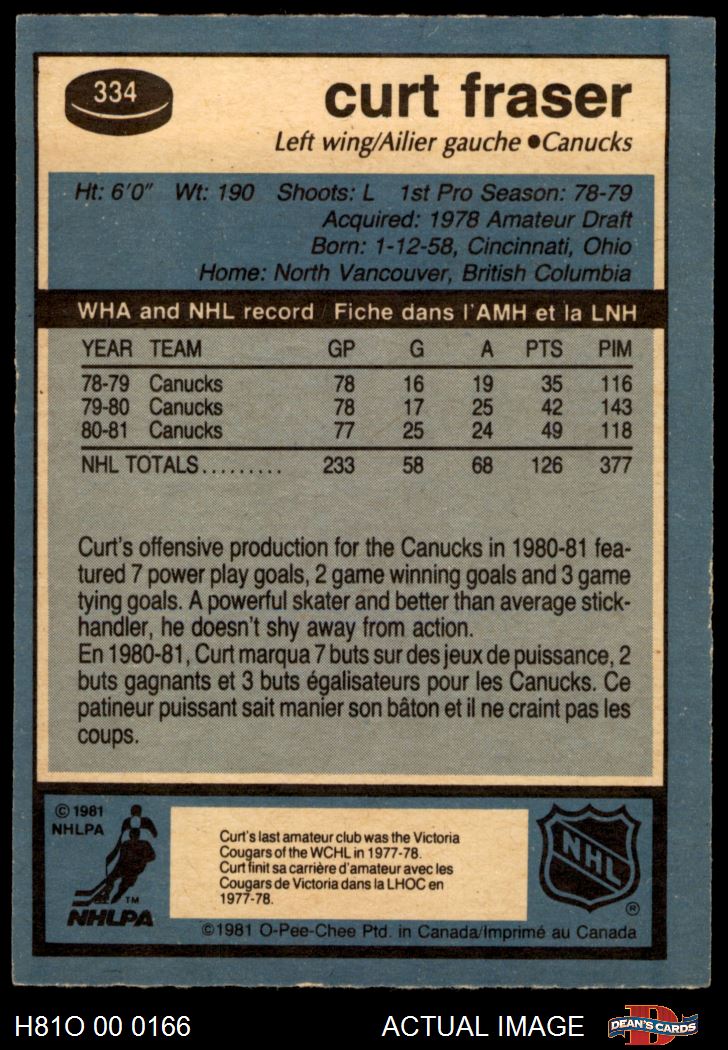 334
curt fraser
Left wing/Ailier gauche ●Canucks
Ht: 6'0" Wt: 190 Shoots: L 1st Pro Season: 78-79
Acquired: 1978 Amateur Draft
Born: 1-12-58, Cincinnati, Ohio
Home: North Vancouver, British Columbia
WHA and NHL record / Fiche dans l'AMH et la LNH
YEAR TEAM GP G A PTS PIM
78-79 Canucks 78 16 19 35 116
79-80 Canucks 78 17 25 42 143
80-81 Canucks 77 25 24 49 118
NHL TOTALS......... 233 58 68 126 377
Curt's offensive production for the Canucks in 1980-81 fea-
tured 7 power play goals, 2 game winning goals and 3 game
tying goals. A powerful skater and better than average stick-
handler, he doesn't shy away from action.
En 1980-81, Curt marqua 7 buts sur des jeux de puissance, 2
buts gagnants et 3 buts égalisateurs pour les Canucks. Ce
patineur puissant sait manier son bâton et il ne craint pas les
coups.
© 1981
NHLPA
TM
NHLPA
Curt's last amateur club was the Victoria
Cougars of the WCHL in 1977-78.
Curt finit sa carrière d'amateur avec les
Cougars de Victoria dans la LHOC en
1977-78.
NHL
®
©1981 O-Pee-Chee Ptd. in Canada/Imprimé au Canada
H81O 00 0166 ACTUAL IMAGE D DEAN'S CARDS